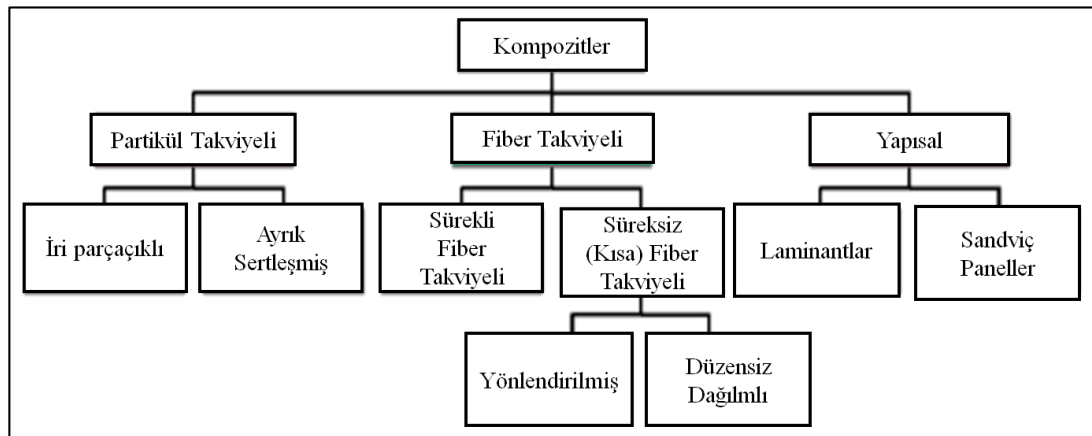 Kompozitler
Partikül Takviyeli
Fiber Takviyeli
Yapısal
İri parçaçıklı
Ayrık
Sertleşmiş
Sürekli
Fiber
Takviyeli
Süreksiz
(Kısa) Fiber
Takviyeli
Laminantlar
Sandviç
Paneller
Yönlendirilmiş
Düzensiz
Dağılmlı